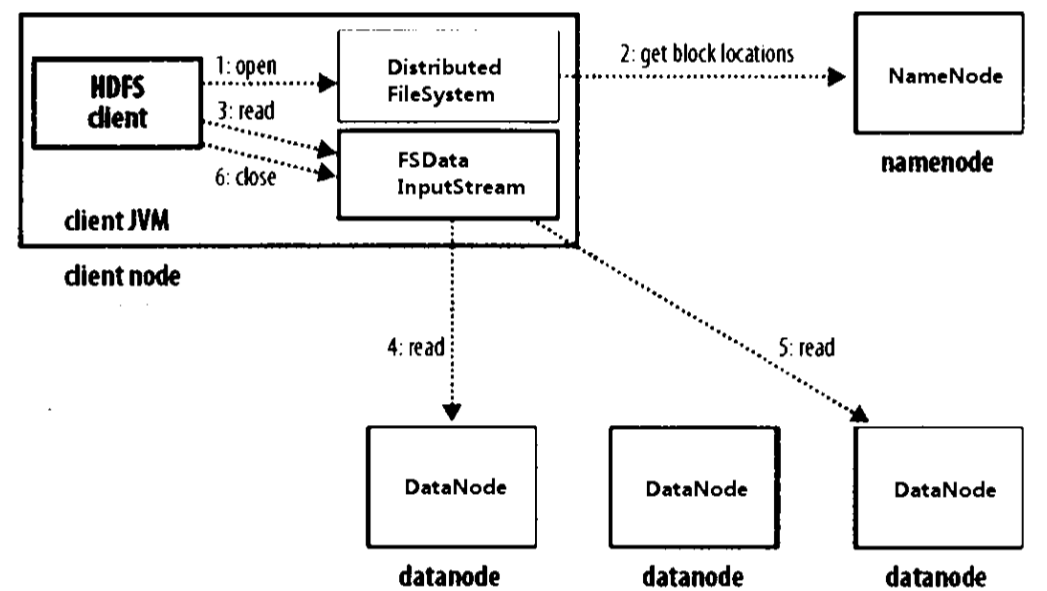 1: open
2: get block locations
HDFS
client
Distributed
FileSystem
NameNode
3: read
namenode
6: close
FSData
InputStream
client JVM
client node
4: read
5: read
DataNode
DataNode
DataNode
datanode
datanode
datanode